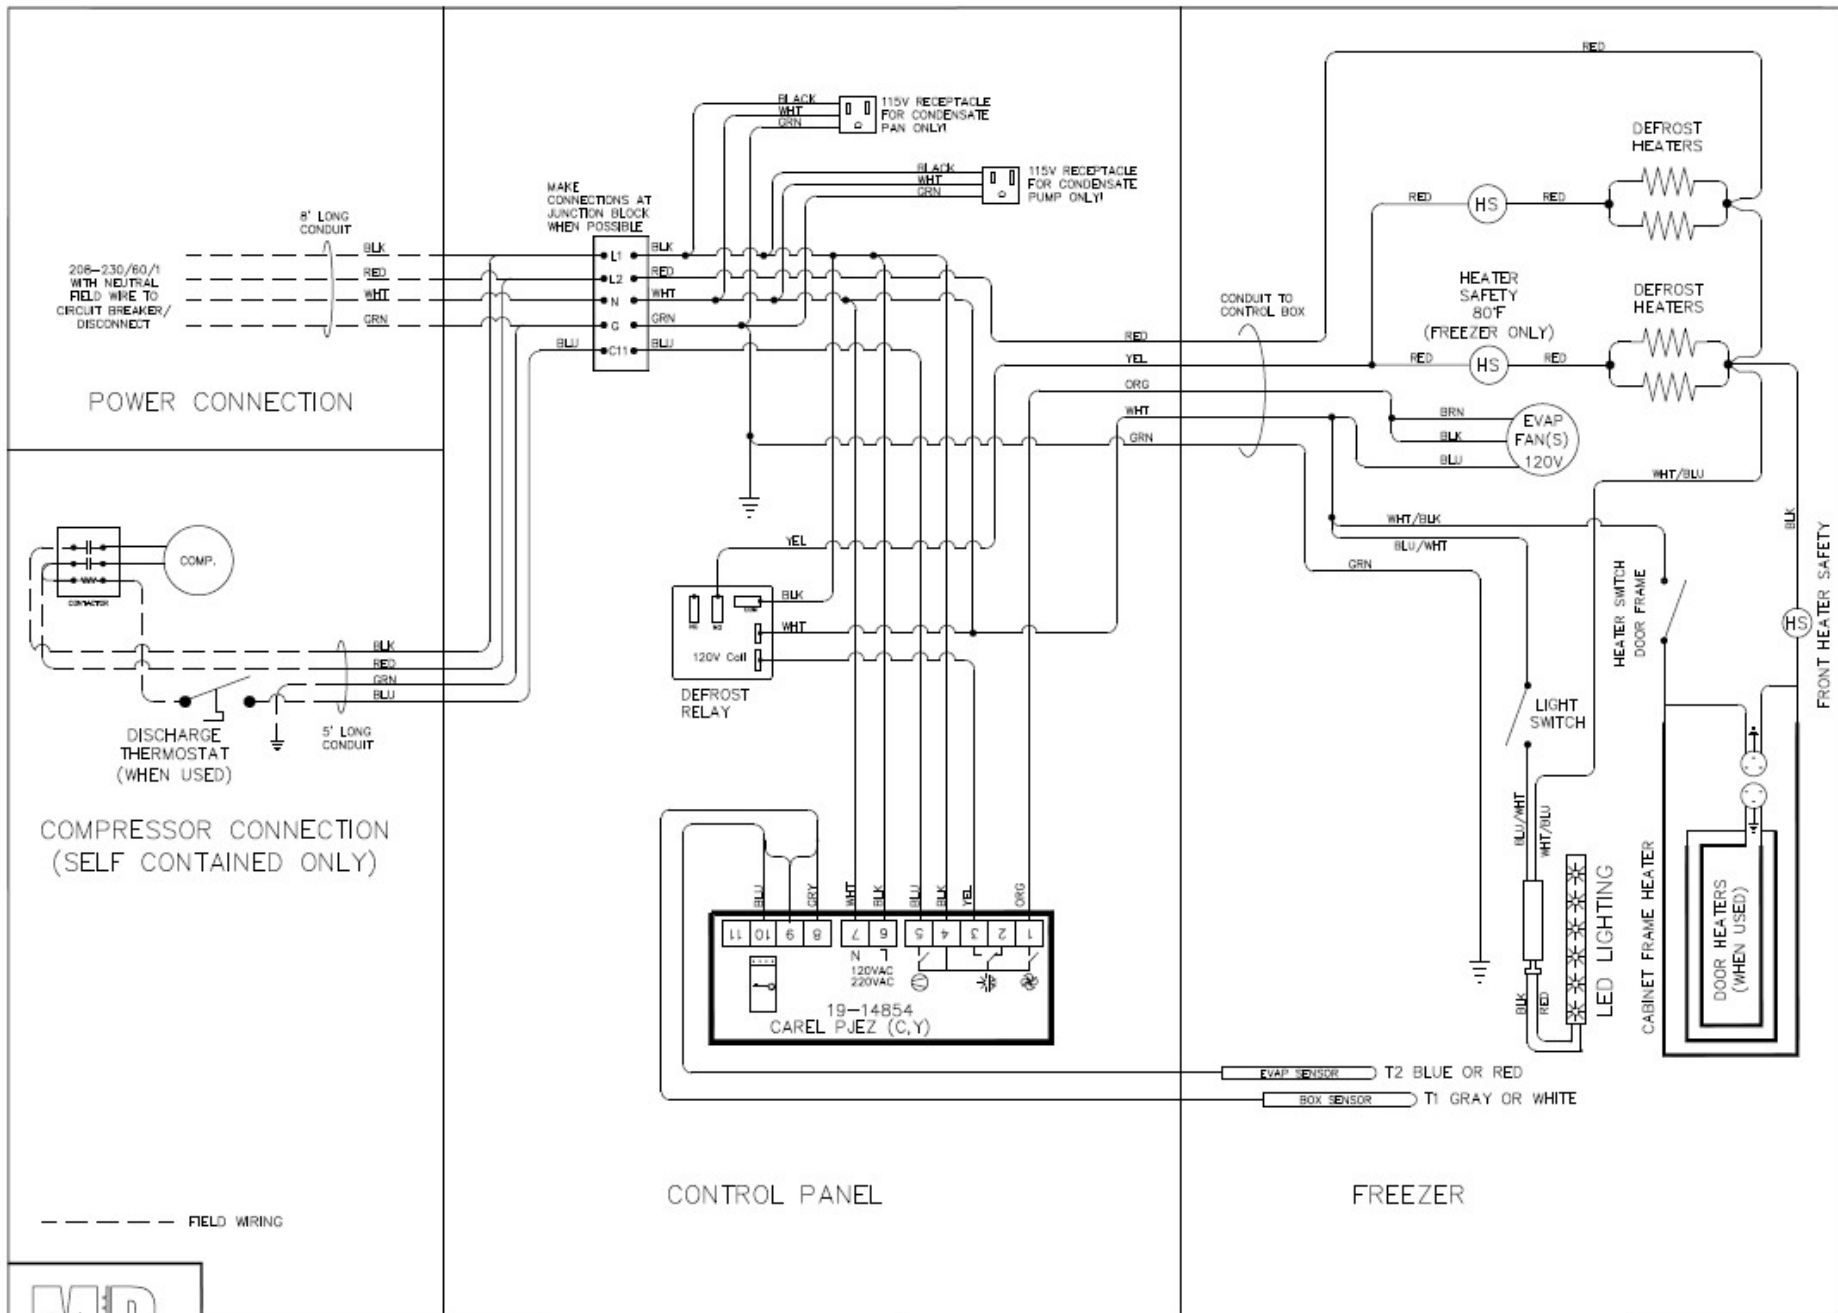 8' LONG
CONDUIT
208-230/60/1
WITH NEUTRAL
FIELD WIRE TO
CIRCUIT BREAKER/
DISCONNECT
BLK
RED
WHT
GRN
BLU
POWER CONNECTION
COMP.
CONTACTOR
BLK
RED
GRN
BLU
DISCHARGE
THERMOSTAT
(WHEN USED)
5' LONG
CONDUIT
COMPRESSOR CONNECTION
(SELF CONTAINED ONLY)
FIELD WIRING
MAKE
CONNECTIONS AT
JUNCTION BLOCK
WHEN POSSIBLE
L1
L2
N
G
C11
BLK
RED
WHT
GRN
BLU
BLACK
WHT
GRN
115V RECEPTACLE
FOR CONDENSATE
PAN ONLY!
BLACK
WHT
GRN
115V RECEPTACLE
FOR CONDENSATE
PUMP ONLY!
RED
YEL
ORG
WHT
GRN
YEL
BLK
WHT
120V Coil
DEFROST
RELAY
BLU
GRY
WHT
BLK
BLU
BLK
YEL
ORG
11 10 9 8 7 6 5 4 3 2 1
N
120VAC
220VAC
19-14854
CAREL PJEZ (C,Y)
CONTROL PANEL
CONDUIT TO
CONTROL BOX
RED
DEFROST
HEATERS
RED
HS
RED
HEATER
SAFETY
80°F
(FREEZER ONLY)
DEFROST
HEATERS
RED
HS
RED
BRN
BLK
BLU
EVAP
FAN(S)
120V
WHT/BLU
WHT/BLK
BLU/WHT
GRN
BLK
HEATER SWITCH
DOOR FRAME
HS
FRONT HEATER SAFETY
LIGHT
SWITCH
BLU/WHT
WHT/BLU
BLK
RED
LED LIGHTING
CABINET FRAME HEATER
DOOR HEATERS
(WHEN USED)
EVAP SENSOR
T2 BLUE OR RED
BOX SENSOR
T1 GRAY OR WHITE
FREEZER